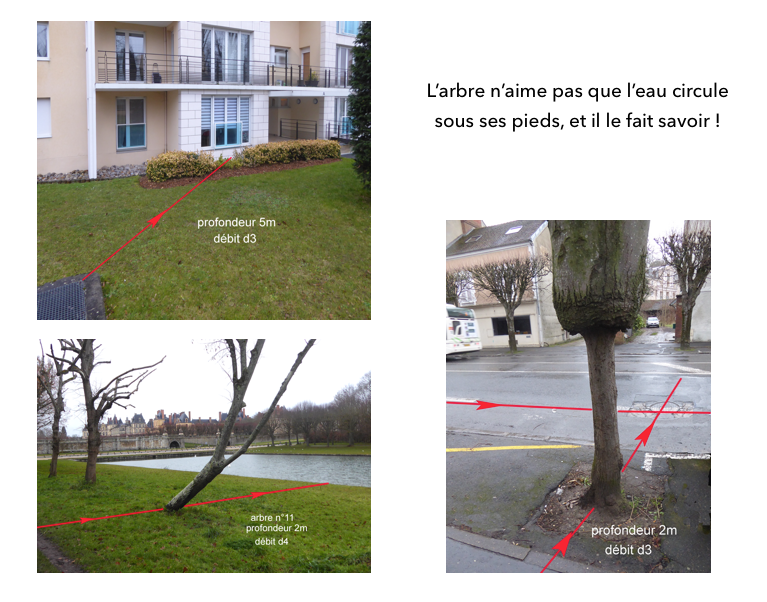 L'arbre n'aime pas que l'eau circule
sous ses pieds, et il le fait savoir !
profondeur 5m
débit d3
arbre n°11
profondeur 2m
débit d4
profondeur 2m
débit d3